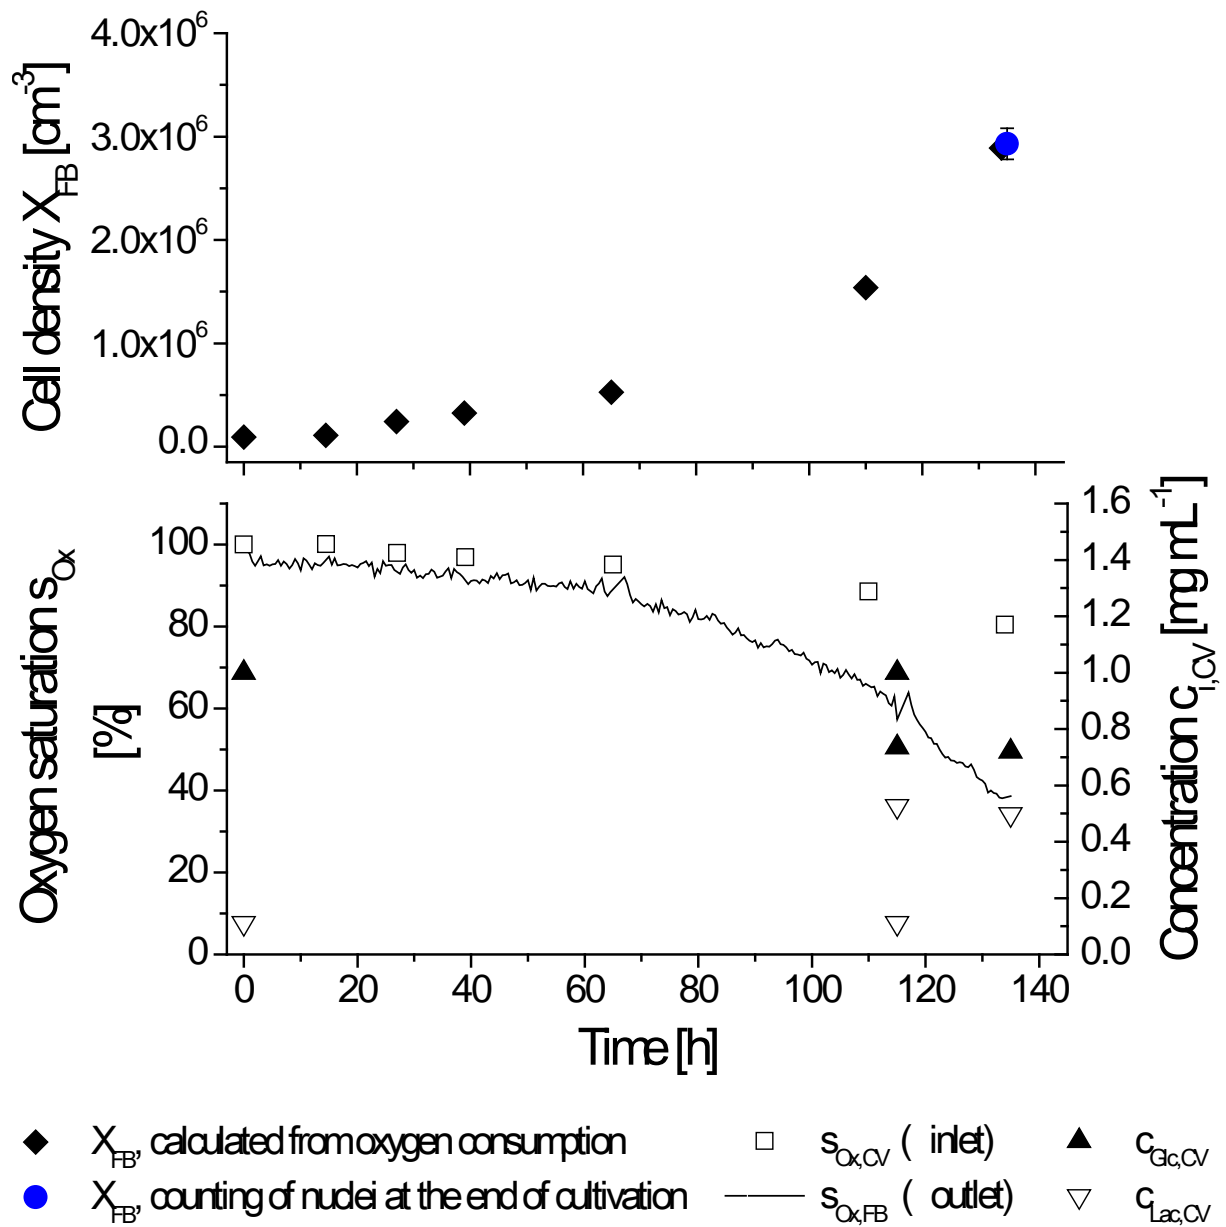 4.0x10^6
3.0x10^6
2.0x10^6
1.0x10^6
0.0
Cell density X_FB [cm^-3]
100
80
60
40
20
0
Oxygen saturation s_Ox
[%]
1.6
1.4
1.2
1.0
0.8
0.6
0.4
0.2
0.0
Concentration c_i,CV [mg mL^-1]
0 20 40 60 80 100 120 140
Time [h]
X_FB, calculated from oxygen consumption
X_FB, counting of nuclei at the end of cultivation
s_Ox,CV ( inlet)
s_Ox,FB ( outlet)
c_Glc,CV
c_Lac,CV